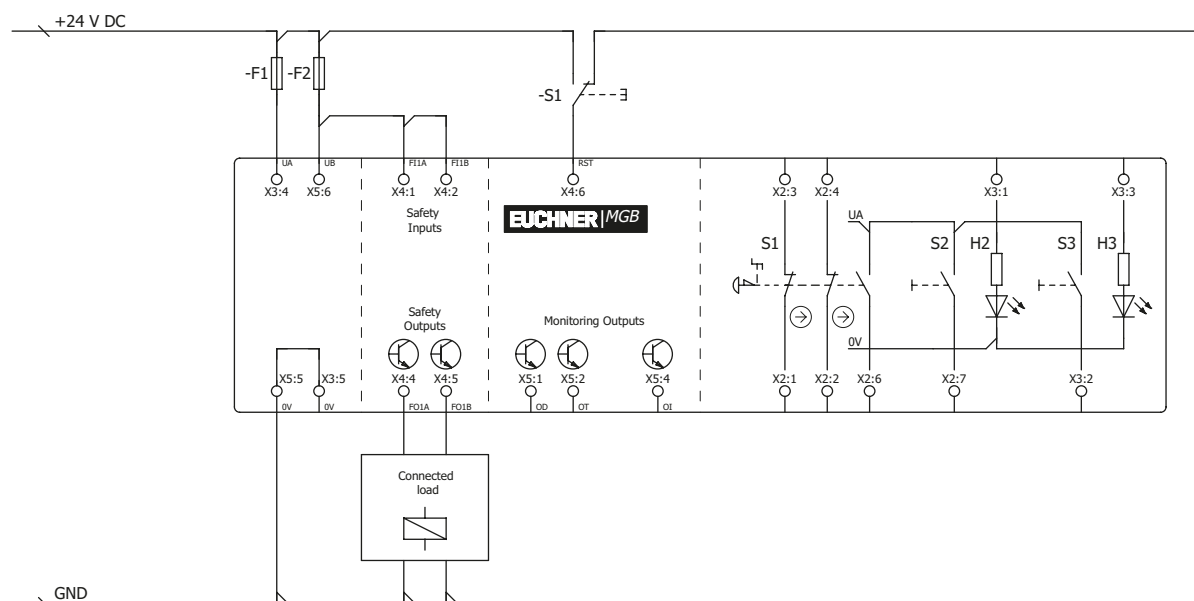 +24 V DC
-F1
-F2
-S1
UA
UB
FI1A
FI1B
RST
X3:4
X5:6
X4:1
X4:2
X4:6
X2:3
X2:4
X3:1
X3:3
Safety
Inputs
EUCHNER | MGB
UA
S1
S2
H2
S3
H3
Safety
Outputs
Monitoring Outputs
0V
X5:5
X3:5
X4:4
X4:5
X5:1
X5:2
X5:4
X2:1
X2:2
X2:6
X2:7
X3:2
0V
0V
FO1A
FO1B
OD
OT
OI
Connected
load
GND